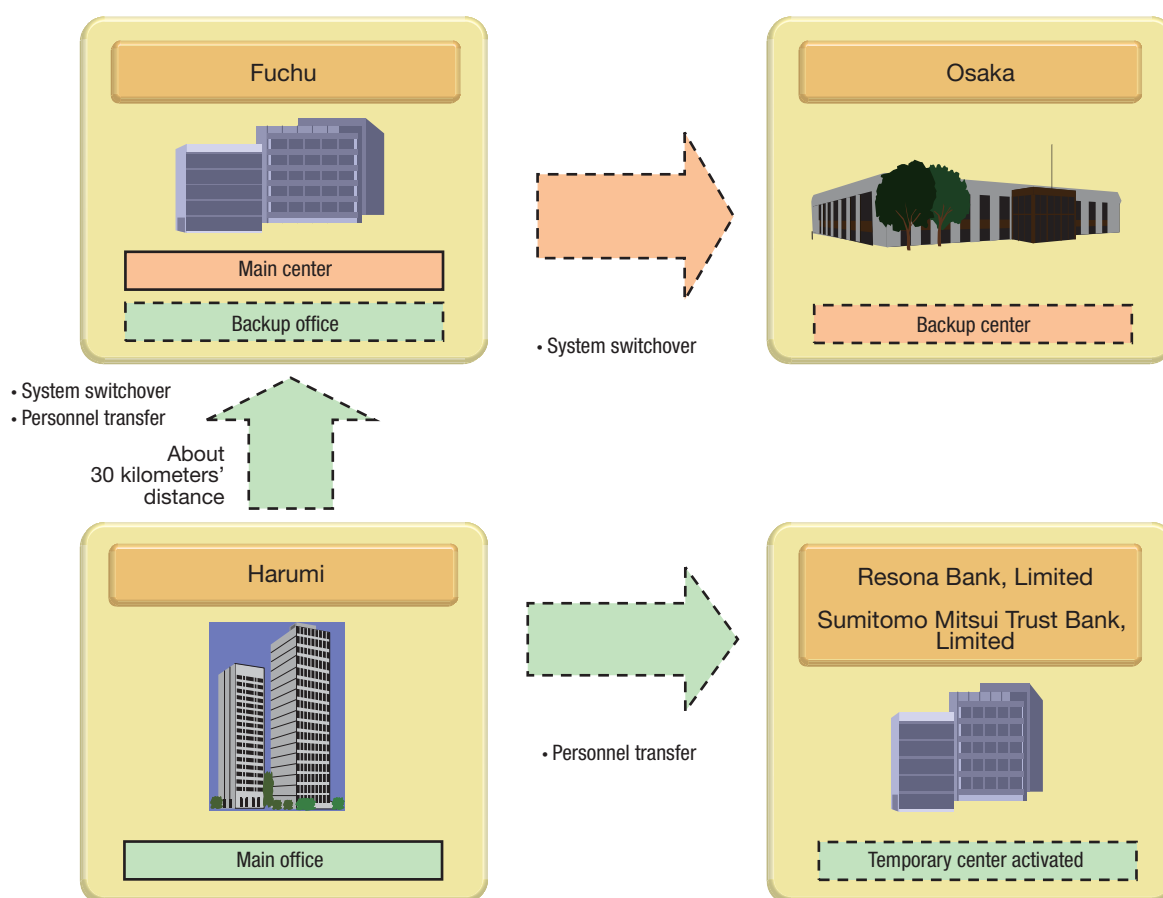 Fuchu
Main center
Backup office
• System switchover
Osaka
Backup center
• System switchover
• Personnel transfer
About
30 kilometers’
distance
Harumi
Main office
• Personnel transfer
Resona Bank, Limited
Sumitomo Mitsui Trust Bank,
Limited
Temporary center activated